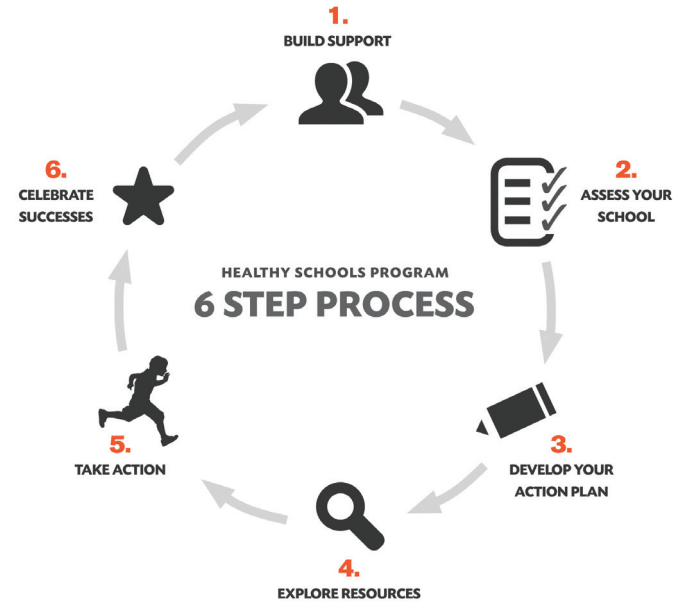 1.
BUILD SUPPORT
2.
ASSESS YOUR
SCHOOL
3.
DEVELOP YOUR
ACTION PLAN
4.
EXPLORE RESOURCES
5.
TAKE ACTION
6.
CELEBRATE
SUCCESSES
HEALTHY SCHOOLS PROGRAM
6 STEP PROCESS